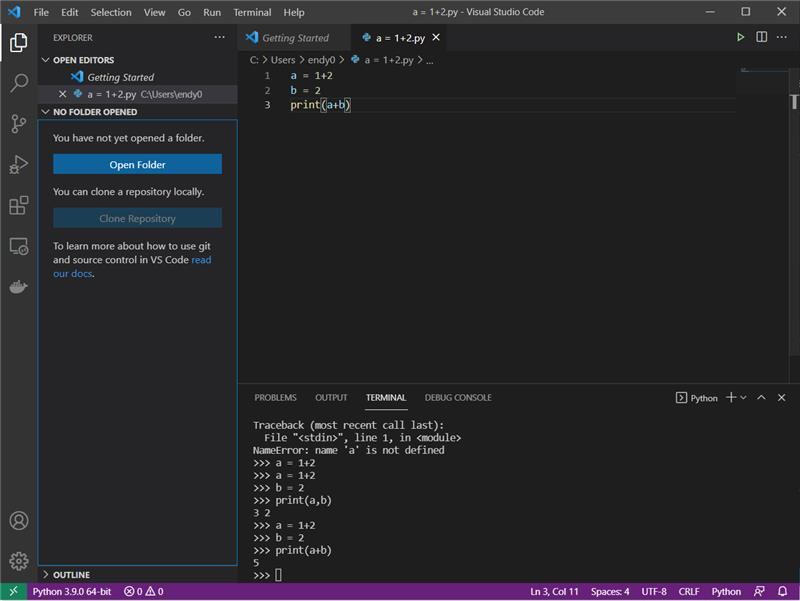 File Edit Selection View Go Run Terminal Help a = 1+2.py - Visual Studio Code
EXPLORER ...
OPEN EDITORS
Getting Started
a = 1+2.py C:\Users\endy0
NO FOLDER OPENED
You have not yet opened a folder.
Open Folder
You can clone a repository locally.
Clone Repository
To learn more about how to use git
and source control in VS Code read
our docs.
OUTLINE
Getting Started a = 1+2.py
C: > Users > endy0 > a = 1+2.py > ...
1 a = 1+2
2 b = 2
3 print(a+b)
PROBLEMS OUTPUT TERMINAL DEBUG CONSOLE Python
Traceback (most recent call last):
File "<stdin>", line 1, in <module>
NameError: name 'a' is not defined
>>> a = 1+2
>>> a = 1+2
>>> b = 2
>>> print(a,b)
3 2
>>> a = 1+2
>>> b = 2
>>> print(a+b)
5
>>>
Python 3.9.0 64-bit 0 0 Ln 3, Col 11 Spaces: 4 UTF-8 CRLF Python